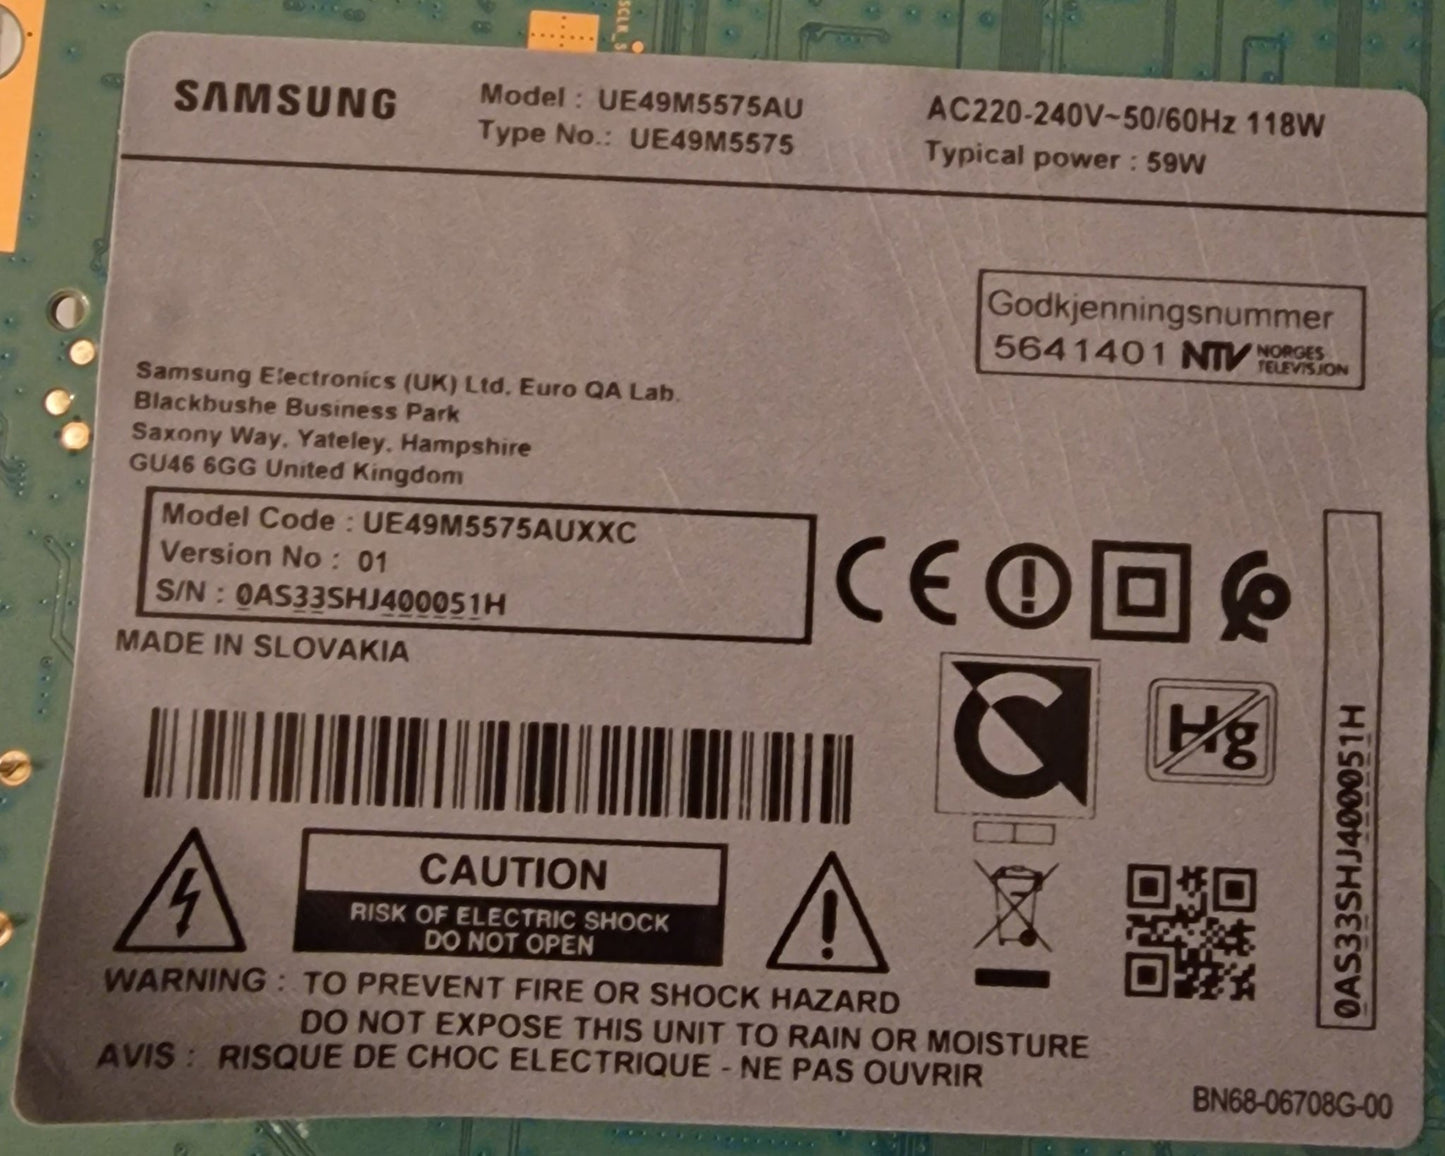 SCLK_S
SAMSUNG
Model : UE49M5575AU
Type No.: UE49M5575
AC220-240V~50/60Hz 118W
Typical power : 59W
Godkjenningsnummer
5641401 NTV NORGES TELEVISJON
Samsung Electronics (UK) Ltd. Euro QA Lab.
Blackbushe Business Park
Saxony Way, Yateley, Hampshire
GU46 6GG United Kingdom
Model Code : UE49M5575AUXXC
Version No : 01
S/N : 0AS33SHJ400051H
MADE IN SLOVAKIA
CE
Hg
0AS33SHJ400051H
CAUTION
RISK OF ELECTRIC SHOCK
DO NOT OPEN
WARNING : TO PREVENT FIRE OR SHOCK HAZARD
DO NOT EXPOSE THIS UNIT TO RAIN OR MOISTURE
AVIS : RISQUE DE CHOC ELECTRIQUE - NE PAS OUVRIR
BN68-06708G-00